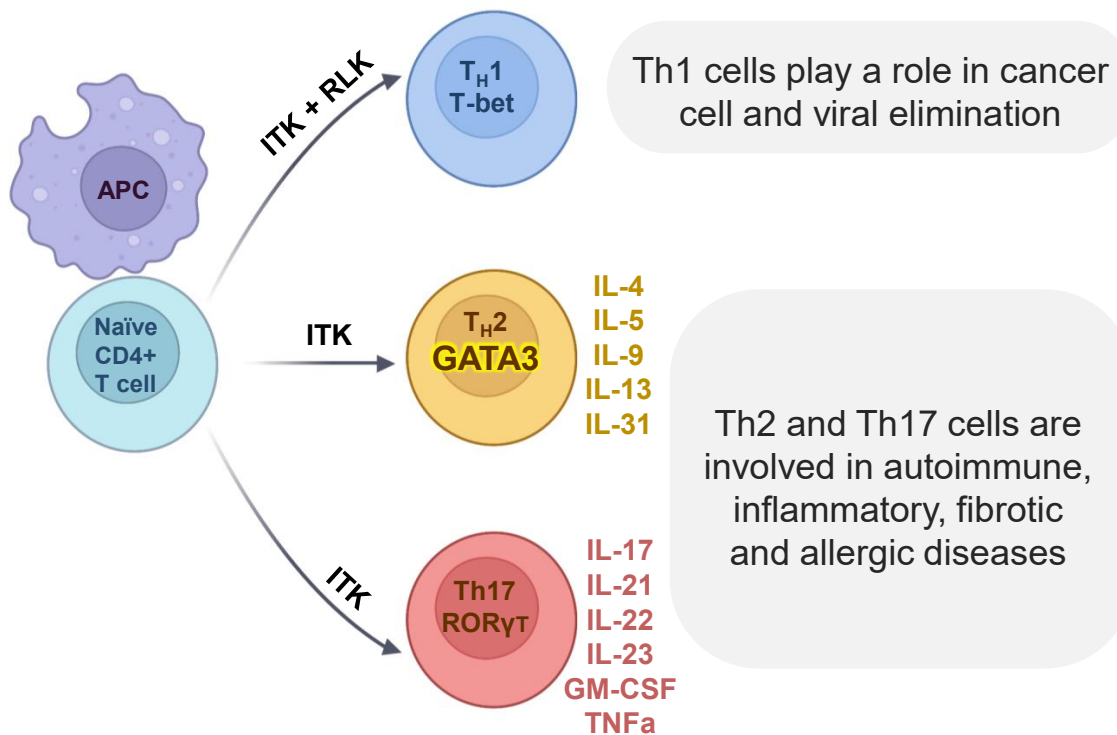 APC
Naïve
CD4+
T cell
ITK + RLK
TH1
T-bet
Th1 cells play a role in cancer
cell and viral elimination
ITK
TH2
GATA3
IL-4
IL-5
IL-9
IL-13
IL-31
ITK
Th17
RORγT
IL-17
IL-21
IL-22
IL-23
GM-CSF
TNFa
Th2 and Th17 cells are
involved in autoimmune,
inflammatory, fibrotic
and allergic diseases